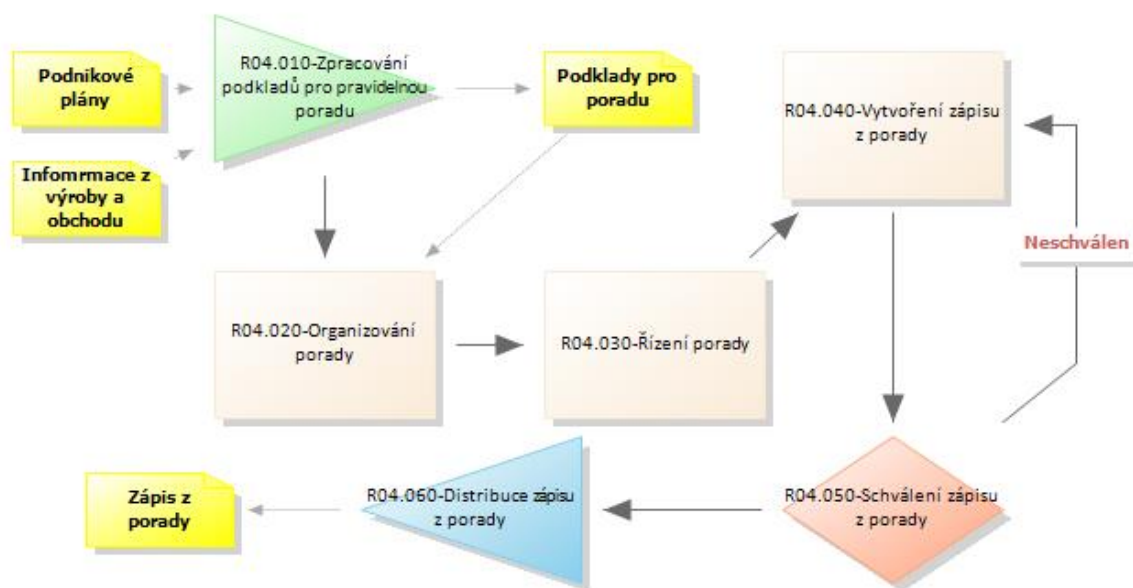 Podnikové
plány
R04.010-Zpracování
podkladů pro pravidelnou
poradu
Podklady pro
poradu
R04.040-Vytvoření zápisu
z porady
Infomrmace z
výroby a
obchodu
Neschválen
R04.020-Organizování
porady
R04.030-Řízení porady
Zápis z
porady
R04.060-Distribuce zápisu
z porady
R04.050-Schválení zápisu
z porady